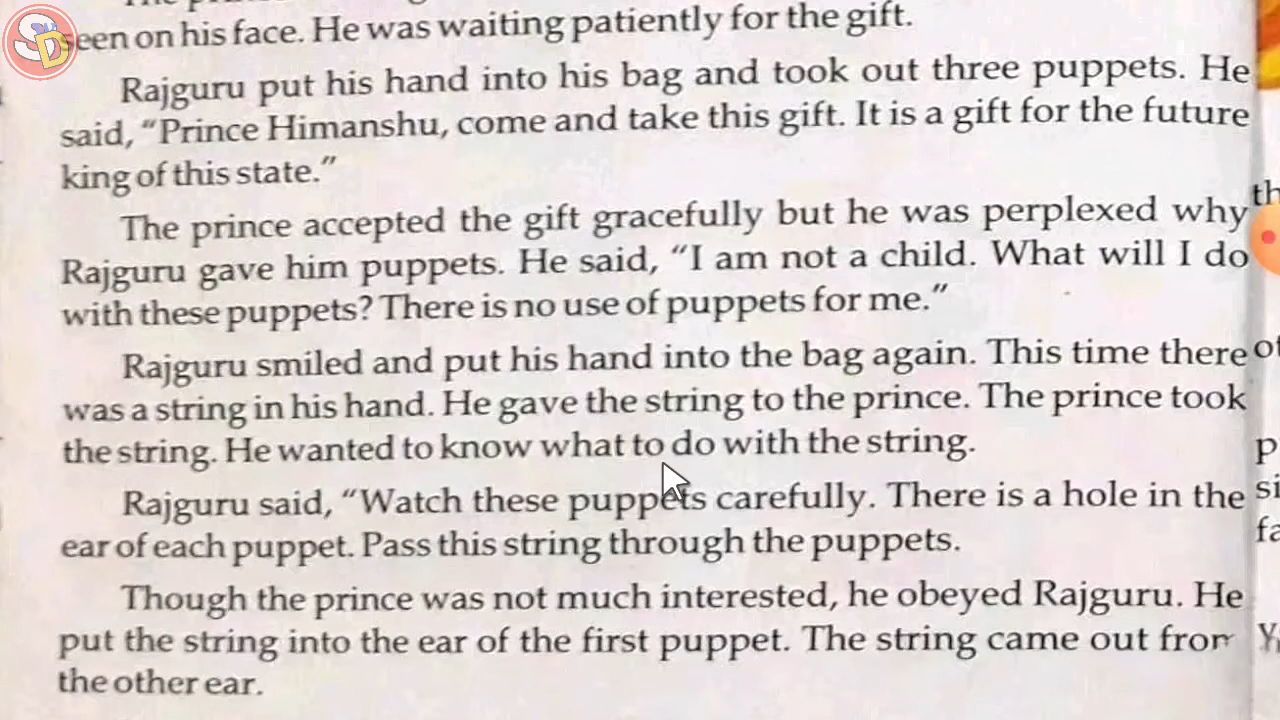 seen on his face. He was waiting patiently for the gift.
Rajguru put his hand into his bag and took out three puppets. He
said, “Prince Himanshu, come and take this gift. It is a gift for the future
king of this state.”
The prince accepted the gift gracefully but he was perplexed why
Rajguru gave him puppets. He said, “I am not a child. What will I do
with these puppets? There is no use of puppets for me.”
Rajguru smiled and put his hand into the bag again. This time there
was a string in his hand. He gave the string to the prince. The prince took
the string. He wanted to know what to do with the string.
Rajguru said, “Watch these puppets carefully. There is a hole in the
ear of each puppet. Pass this string through the puppets.
Though the prince was not much interested, he obeyed Rajguru. He
put the string into the ear of the first puppet. The string came out from
the other ear.